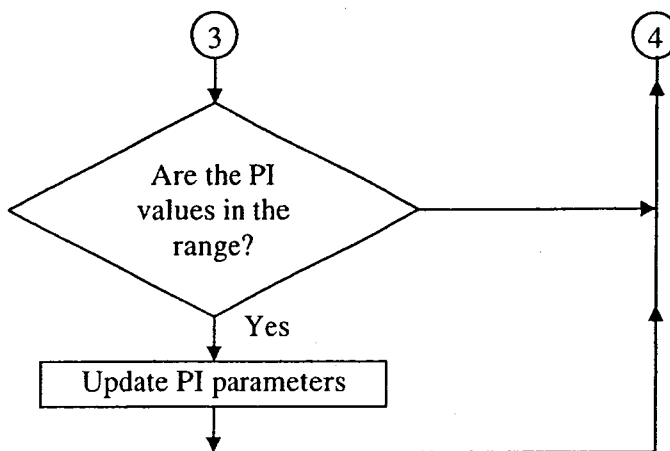 3
4
Are the PI
values in the
range?
Yes
Update PI parameters